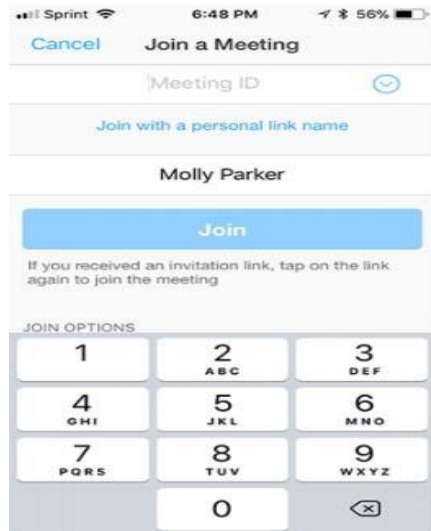 Sprint 6:48 PM 56%
Cancel Join a Meeting
Meeting ID
Join with a personal link name
Molly Parker
Join
If you received an invitation link, tap on the link
again to join the meeting
JOIN OPTIONS
1 2 3
ABC DEF
4 5 6
GHI JKL MNO
7 8 9
PQRS TUV WXYZ
0